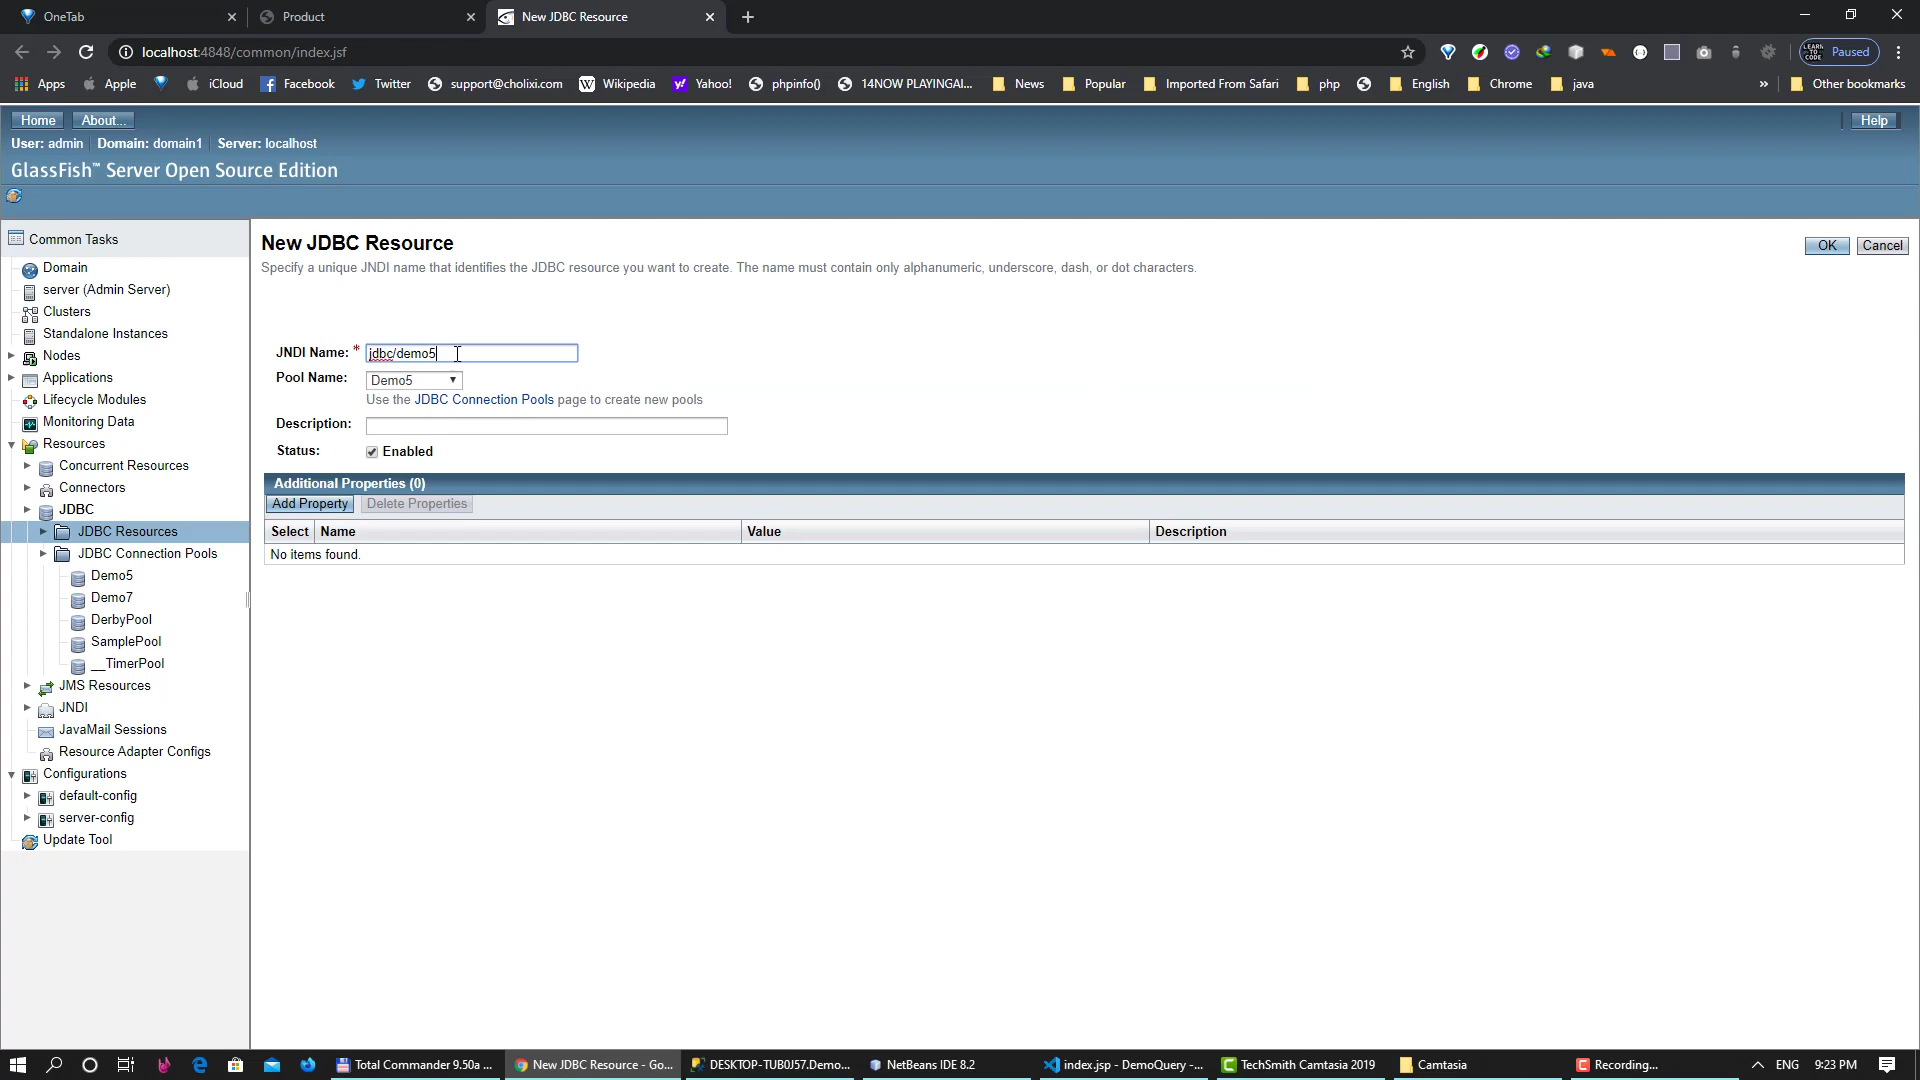 OneTab
Product
New JDBC Resource
localhost:4848/common/index.jsf
LEARN TO CODE
Paused
Apps
Apple
iCloud
Facebook
Twitter
support@cholixi.com
Wikipedia
Yahoo!
phpinfo()
14NOW PLAYINGAI...
News
Popular
Imported From Safari
php
English
Chrome
java
»
Other bookmarks
Home
About...
Help
User: admin
Domain: domain1
Server: localhost
GlassFish™ Server Open Source Edition
Common Tasks
Domain
server (Admin Server)
Clusters
Standalone Instances
Nodes
Applications
Lifecycle Modules
Monitoring Data
Resources
Concurrent Resources
Connectors
JDBC
JDBC Resources
JDBC Connection Pools
Demo5
Demo7
DerbyPool
SamplePool
__TimerPool
JMS Resources
JNDI
JavaMail Sessions
Resource Adapter Configs
Configurations
default-config
server-config
Update Tool
New JDBC Resource
OK
Cancel
Specify a unique JNDI name that identifies the JDBC resource you want to create. The name must contain only alphanumeric, underscore, dash, or dot characters.
JNDI Name: * jdbc/demo5
Pool Name: Demo5
Use the JDBC Connection Pools page to create new pools
Description:
Status: Enabled
Additional Properties (0)
Add Property
Delete Properties
Select
Name
Value
Description
No items found.
Total Commander 9.50a ...
New JDBC Resource - Go...
DESKTOP-TUB0J57.Demo...
NetBeans IDE 8.2
index.jsp - DemoQuery -...
TechSmith Camtasia 2019
Camtasia
Recording...
ENG
9:23 PM